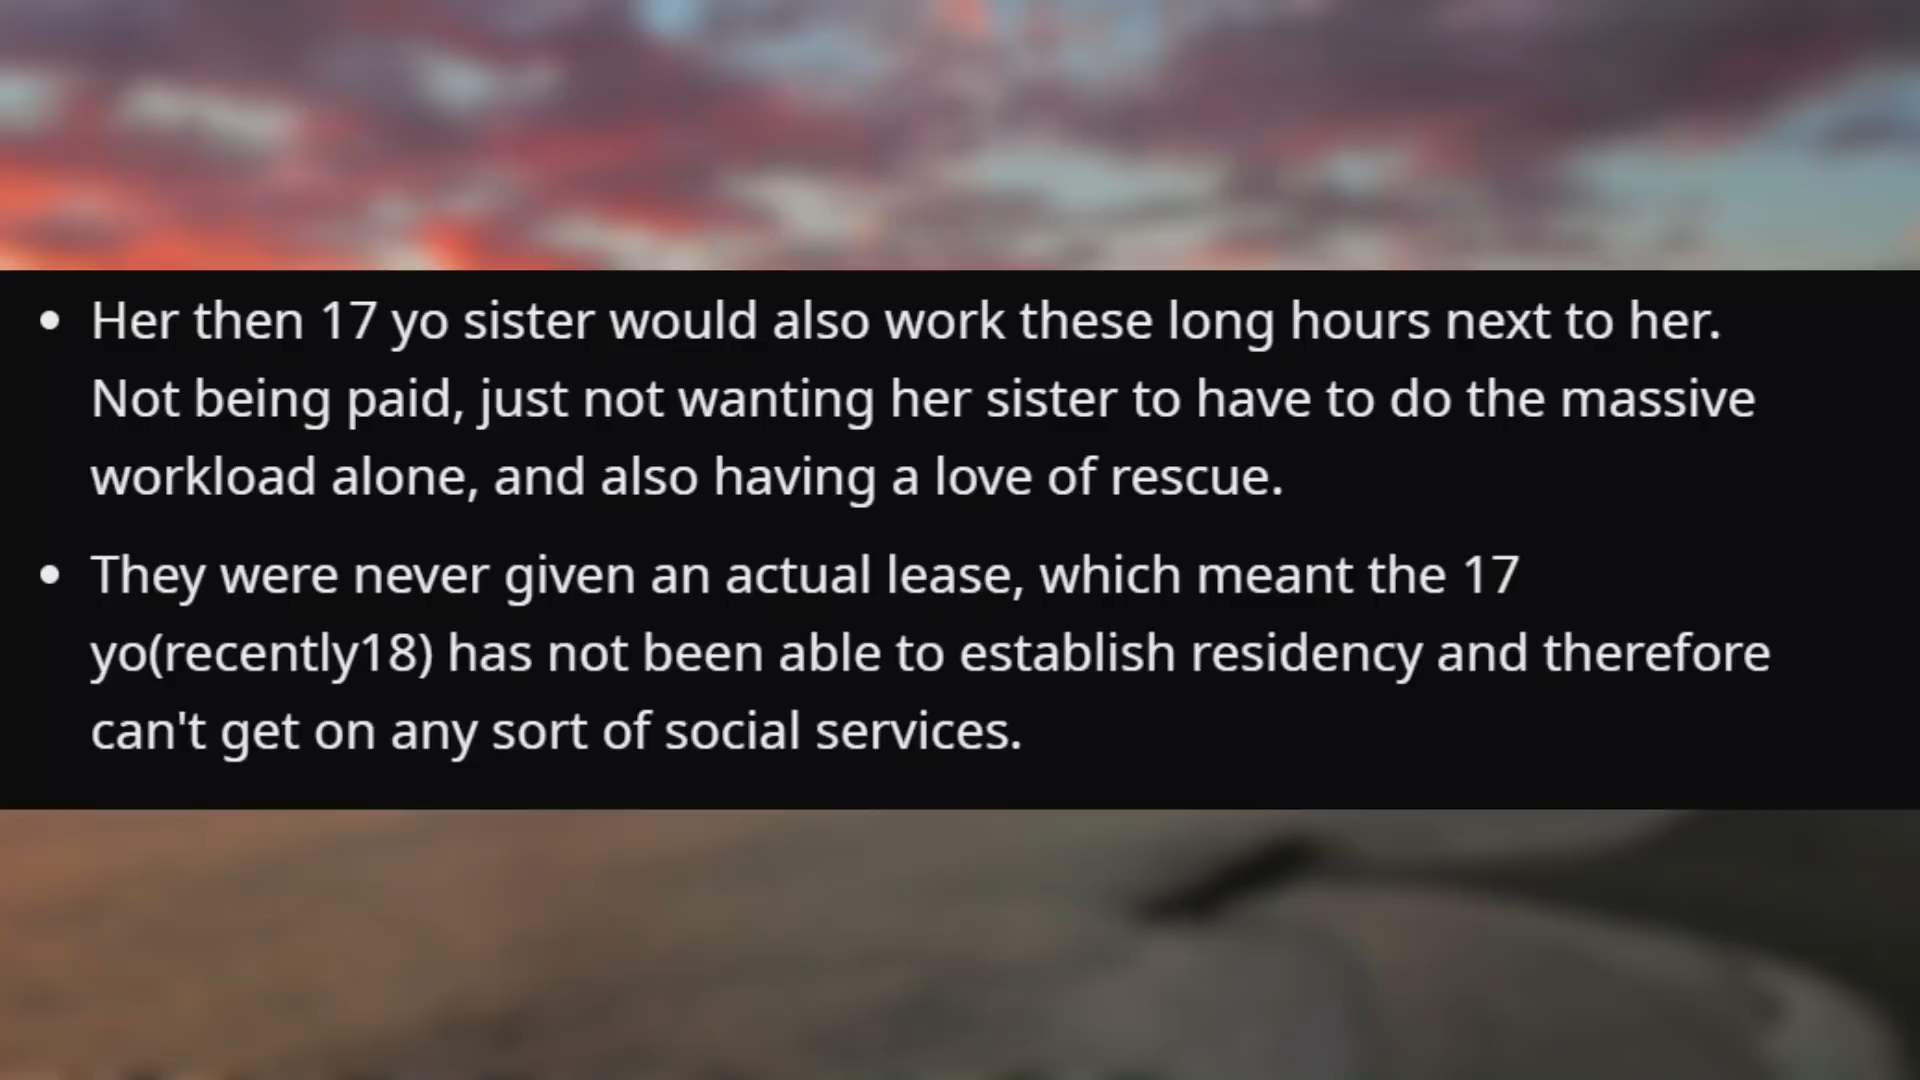 • Her then 17 yo sister would also work these long hours next to her.
Not being paid, just not wanting her sister to have to do the massive
workload alone, and also having a love of rescue.
• They were never given an actual lease, which meant the 17
yo(recently18) has not been able to establish residency and therefore
can't get on any sort of social services.